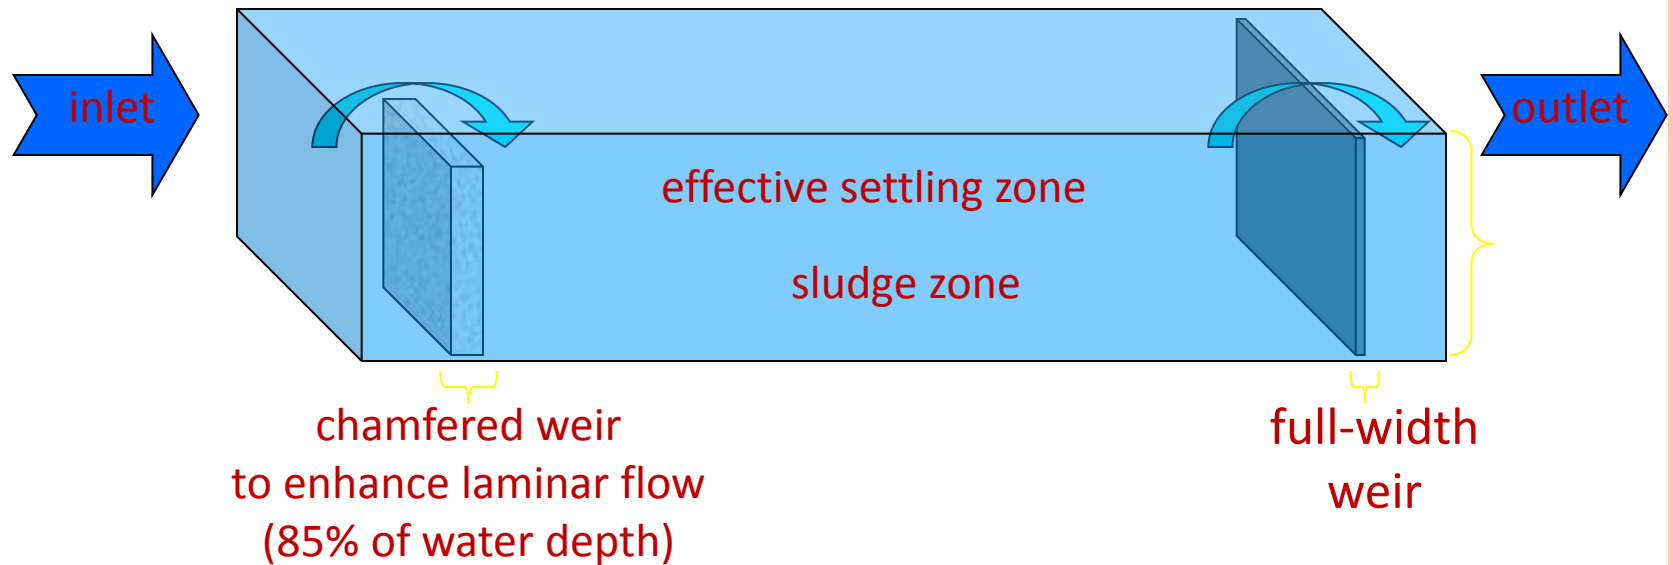 inlet
outlet
effective settling zone
sludge zone
chamfered weir
to enhance laminar flow
(85% of water depth)
full-width
weir